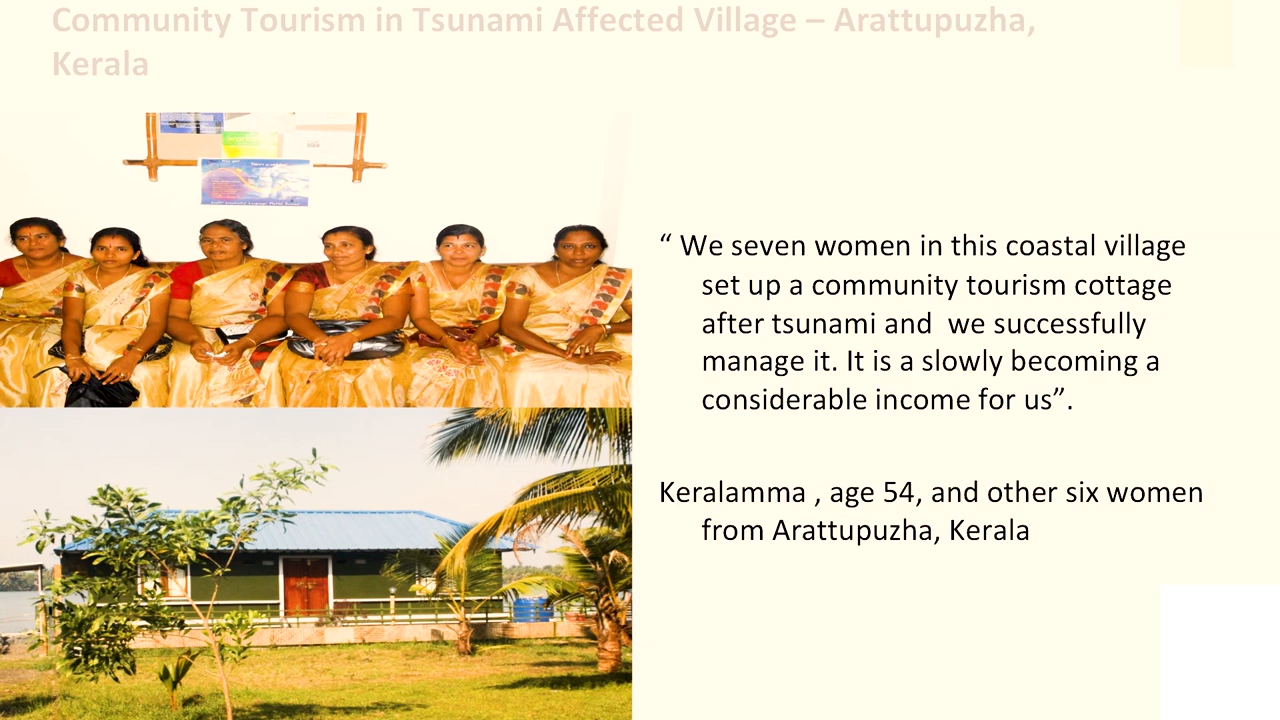 Community Tourism in Tsunami Affected Village – Arattupuzha,
Kerala
“ We seven women in this coastal village
set up a community tourism cottage
after tsunami and  we successfully
manage it. It is a slowly becoming a
considerable income for us”.
Keralamma , age 54, and other six women
from Arattupuzha, Kerala